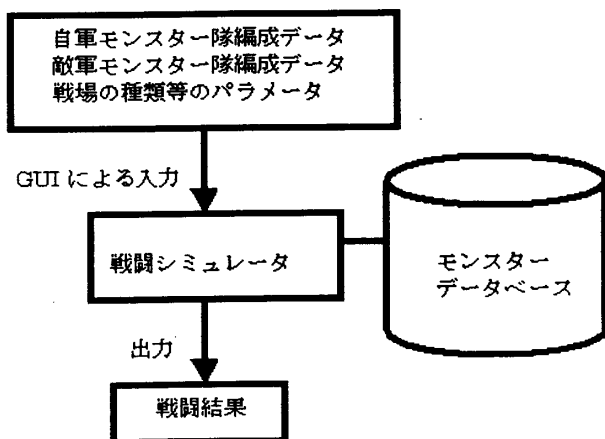 自軍モンスター隊編成データ
敵軍モンスター隊編成データ
戦場の種類等のパラメータ
GUI による入力
戦闘シミュレータ
モンスター
データベース
出力
戦闘結果